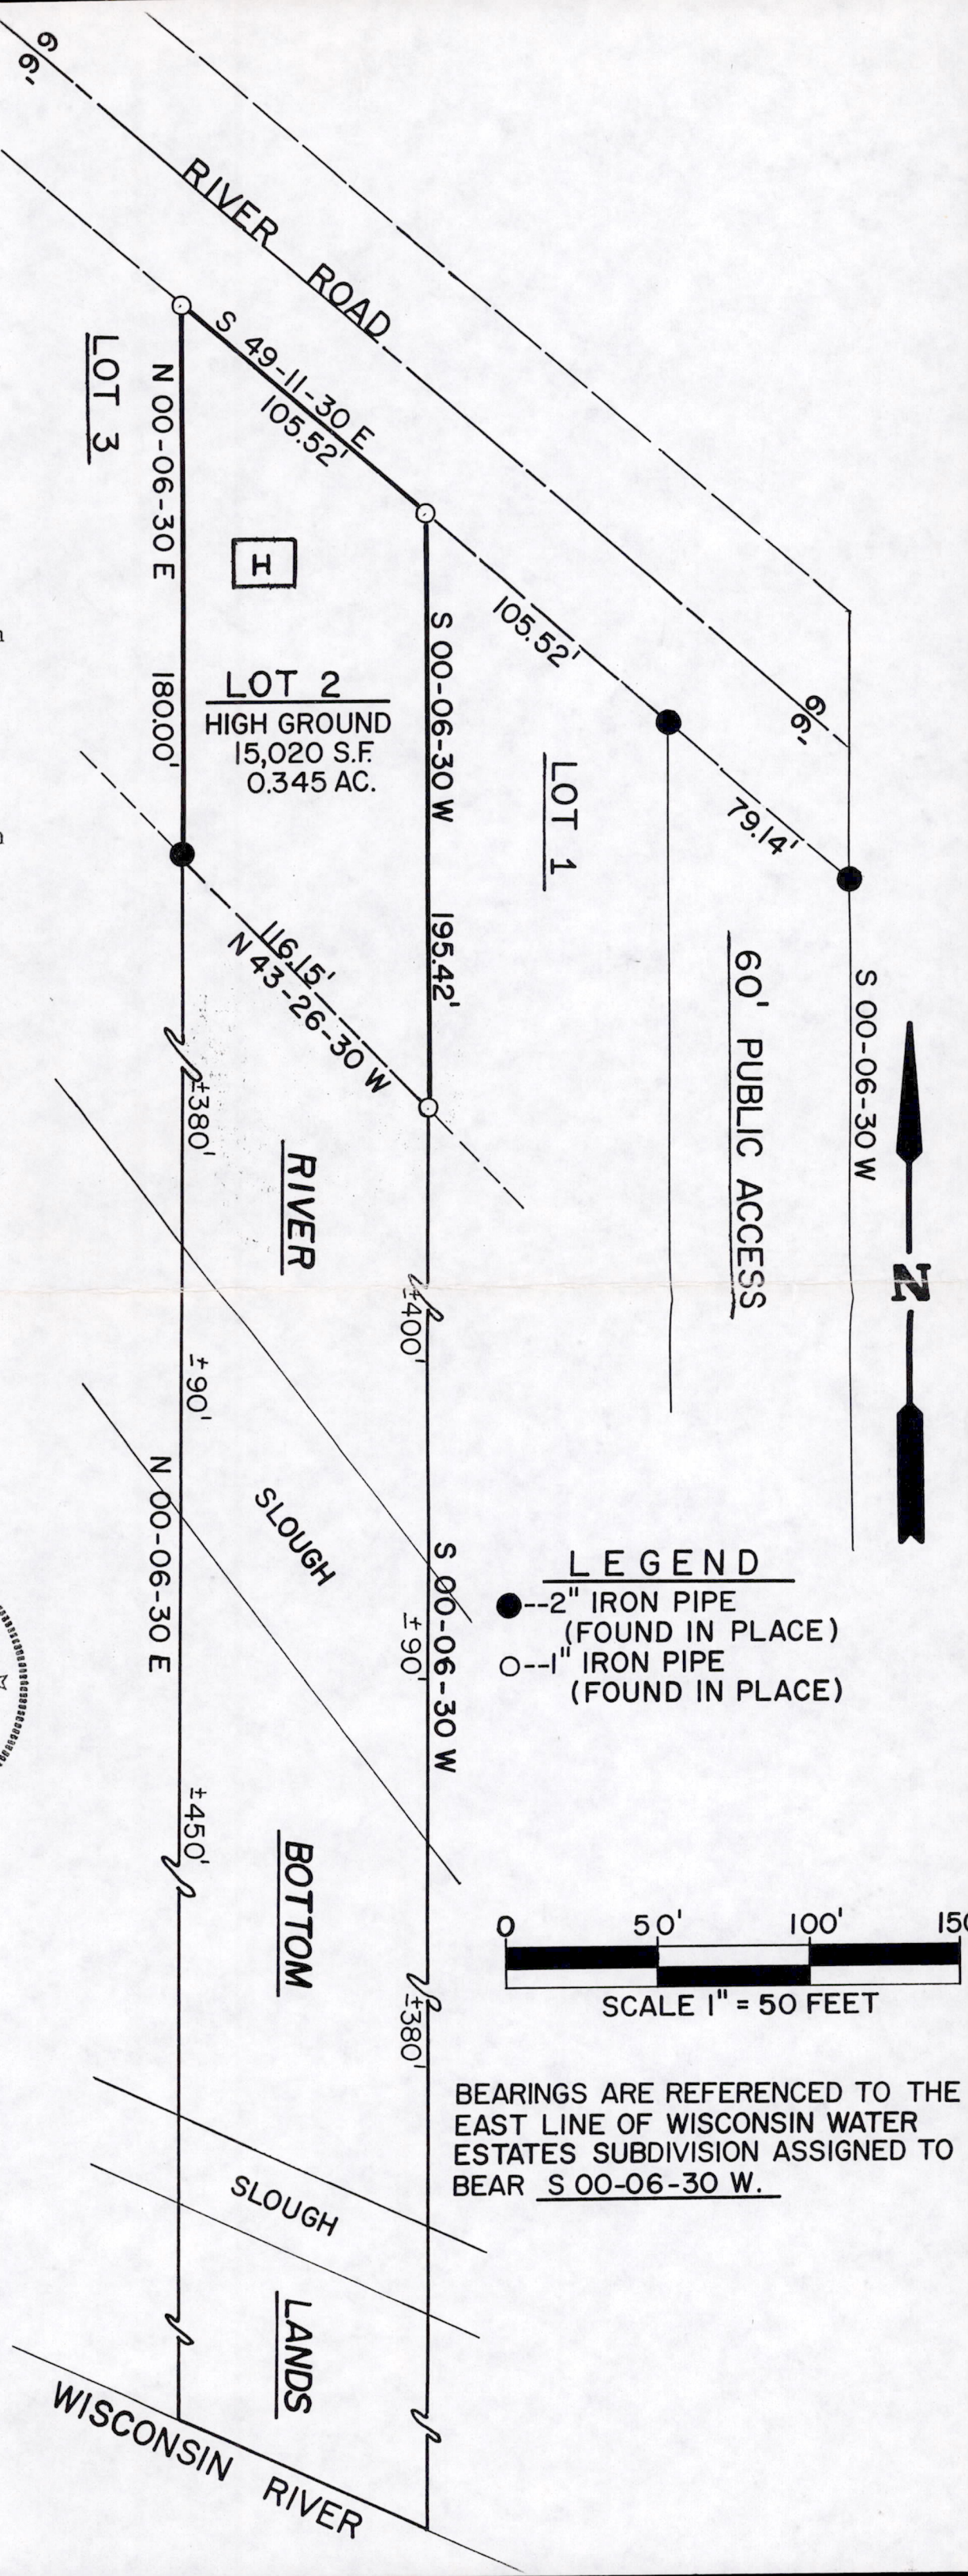 66'
RIVER ROAD
S 49-11-30 E
105.52'
LOT 3
N 00-06-30 E
180.00'
H
LOT 2
HIGH GROUND
15,020 S.F.
0.345 AC.
S 00-06-30 W
195.42'
105.52'
LOT 1
66'
79.14'
60' PUBLIC ACCESS
S 00-06-30 W
N
116.15'
N 43-26-30 W
±380'
RIVER
±400'
±90'
N 00-06-30 E
SLOUGH
S 00-06-30 W
±90'
LEGEND
--2" IRON PIPE
(FOUND IN PLACE)
--1" IRON PIPE
(FOUND IN PLACE)
±450'
BOTTOM
±380'
0 50' 100' 150
SCALE 1" = 50 FEET
BEARINGS ARE REFERENCED TO THE
EAST LINE OF WISCONSIN WATER
ESTATES SUBDIVISION ASSIGNED TO
BEAR S 00-06-30 W.
SLOUGH
LANDS
WISCONSIN RIVER